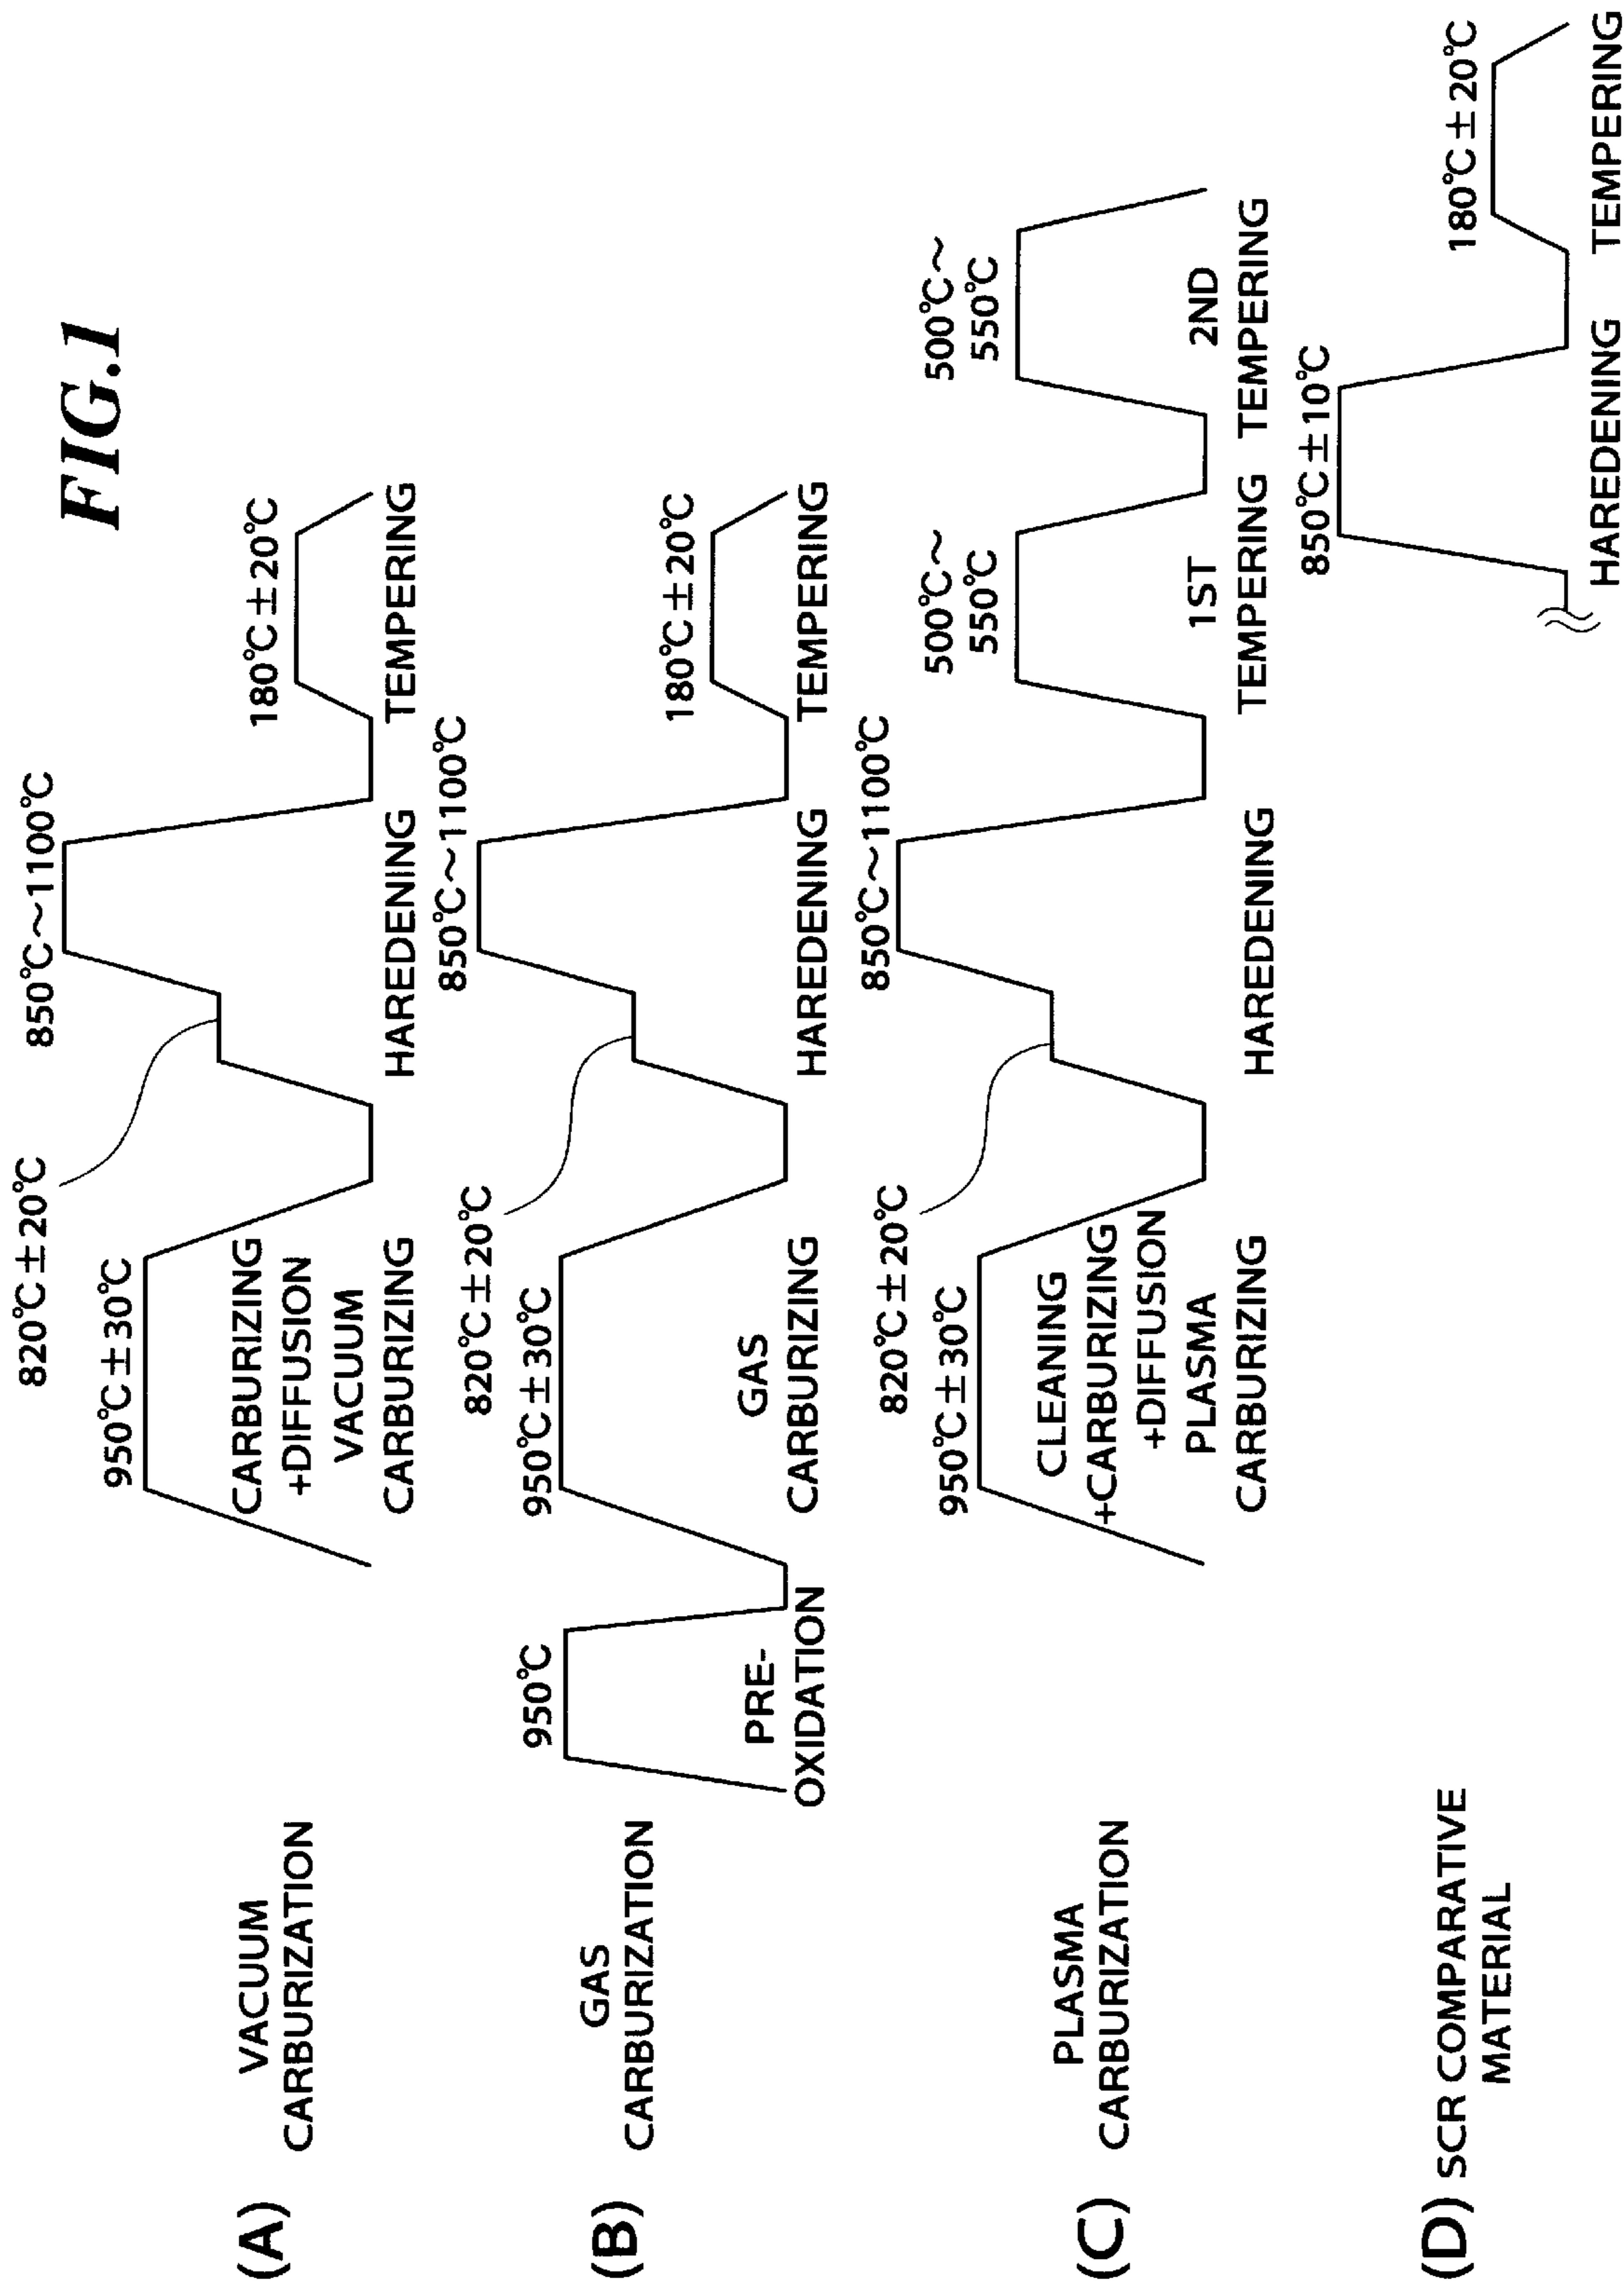 FIG.1
(A)
VACUUM
CARBURIZATION
820℃±20℃
950℃±30℃
CARBURIZING
+DIFFUSION
VACUUM
CARBURIZING
850℃~1100℃
HAREDENING
180℃±20℃
TEMPERING
(B)
GAS
CARBURIZATION
950℃
PRE-
OXIDATION
820℃±20℃
950℃±30℃
GAS
CARBURIZING
850℃~1100℃
HAREDENING
180℃±20℃
TEMPERING
(C)
PLASMA
CARBURIZATION
820℃±20℃
950℃±30℃
CLEANING
+CARBURIZING
+DIFFUSION
PLASMA
CARBURIZING
850℃~1100℃
HAREDENING
500℃~
550℃
1ST
TEMPERING
500℃~
550℃
2ND
TEMPERING
(D) SCR COMPARATIVE
MATERIAL
850℃±10℃
HAREDENING
180℃±20℃
TEMPERING